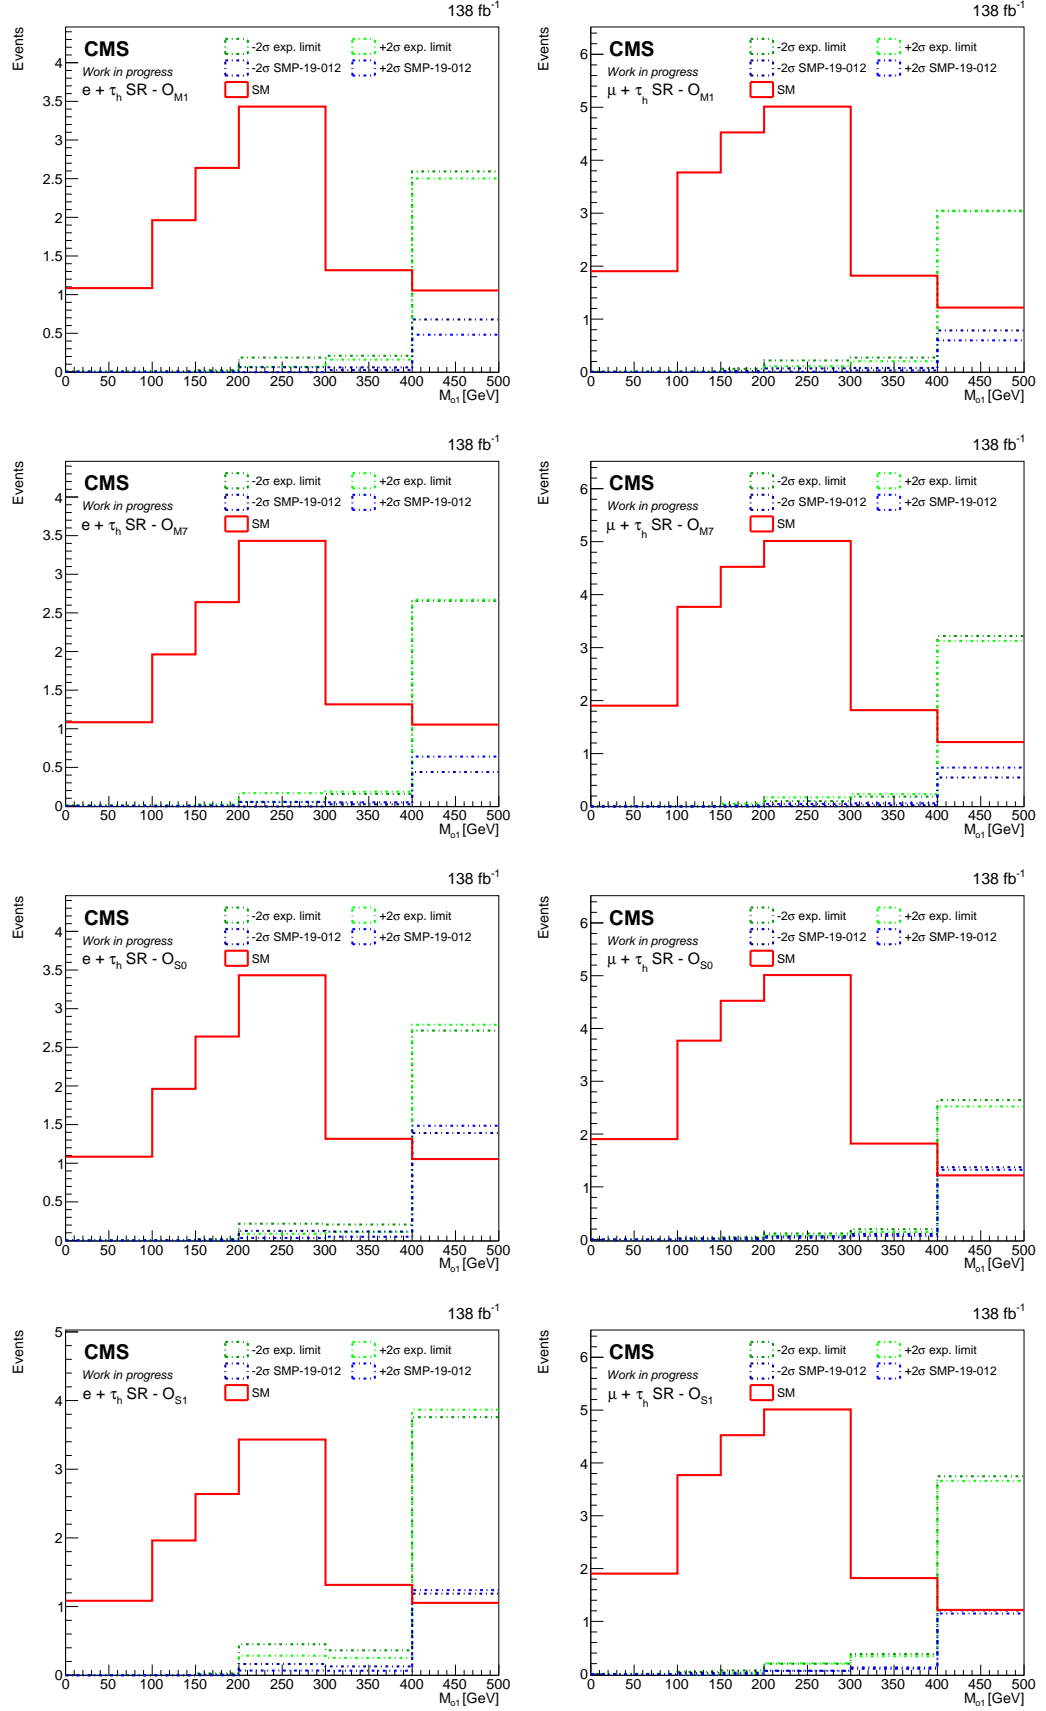 138 fb⁻¹
Events
CMS
Work in progress
e + τh SR - OM1
-2σ exp. limit
+2σ exp. limit
-2σ SMP-19-012
+2σ SMP-19-012
SM
4
3.5
3
2.5
2
1.5
1
0.5
0
0 50 100 150 200 250 300 350 400 450 500
Mo1 [GeV]
138 fb⁻¹
Events
CMS
Work in progress
μ + τh SR - OM1
-2σ exp. limit
+2σ exp. limit
-2σ SMP-19-012
+2σ SMP-19-012
SM
6
5
4
3
2
1
0
0 50 100 150 200 250 300 350 400 450 500
Mo1 [GeV]
138 fb⁻¹
Events
CMS
Work in progress
e + τh SR - OM7
-2σ exp. limit
+2σ exp. limit
-2σ SMP-19-012
+2σ SMP-19-012
SM
4
3.5
3
2.5
2
1.5
1
0.5
0
0 50 100 150 200 250 300 350 400 450 500
Mo1 [GeV]
138 fb⁻¹
Events
CMS
Work in progress
μ + τh SR - OM7
-2σ exp. limit
+2σ exp. limit
-2σ SMP-19-012
+2σ SMP-19-012
SM
6
5
4
3
2
1
0
0 50 100 150 200 250 300 350 400 450 500
Mo1 [GeV]
138 fb⁻¹
Events
CMS
Work in progress
e + τh SR - OS0
-2σ exp. limit
+2σ exp. limit
-2σ SMP-19-012
+2σ SMP-19-012
SM
4
3.5
3
2.5
2
1.5
1
0.5
0
0 50 100 150 200 250 300 350 400 450 500
Mo1 [GeV]
138 fb⁻¹
Events
CMS
Work in progress
μ + τh SR - OS0
-2σ exp. limit
+2σ exp. limit
-2σ SMP-19-012
+2σ SMP-19-012
SM
6
5
4
3
2
1
0
0 50 100 150 200 250 300 350 400 450 500
Mo1 [GeV]
138 fb⁻¹
Events
CMS
Work in progress
e + τh SR - OS1
-2σ exp. limit
+2σ exp. limit
-2σ SMP-19-012
+2σ SMP-19-012
SM
5
4
3
2
1
0
0 50 100 150 200 250 300 350 400 450 500
Mo1 [GeV]
138 fb⁻¹
Events
CMS
Work in progress
μ + τh SR - OS1
-2σ exp. limit
+2σ exp. limit
-2σ SMP-19-012
+2σ SMP-19-012
SM
6
5
4
3
2
1
0
0 50 100 150 200 250 300 350 400 450 500
Mo1 [GeV]